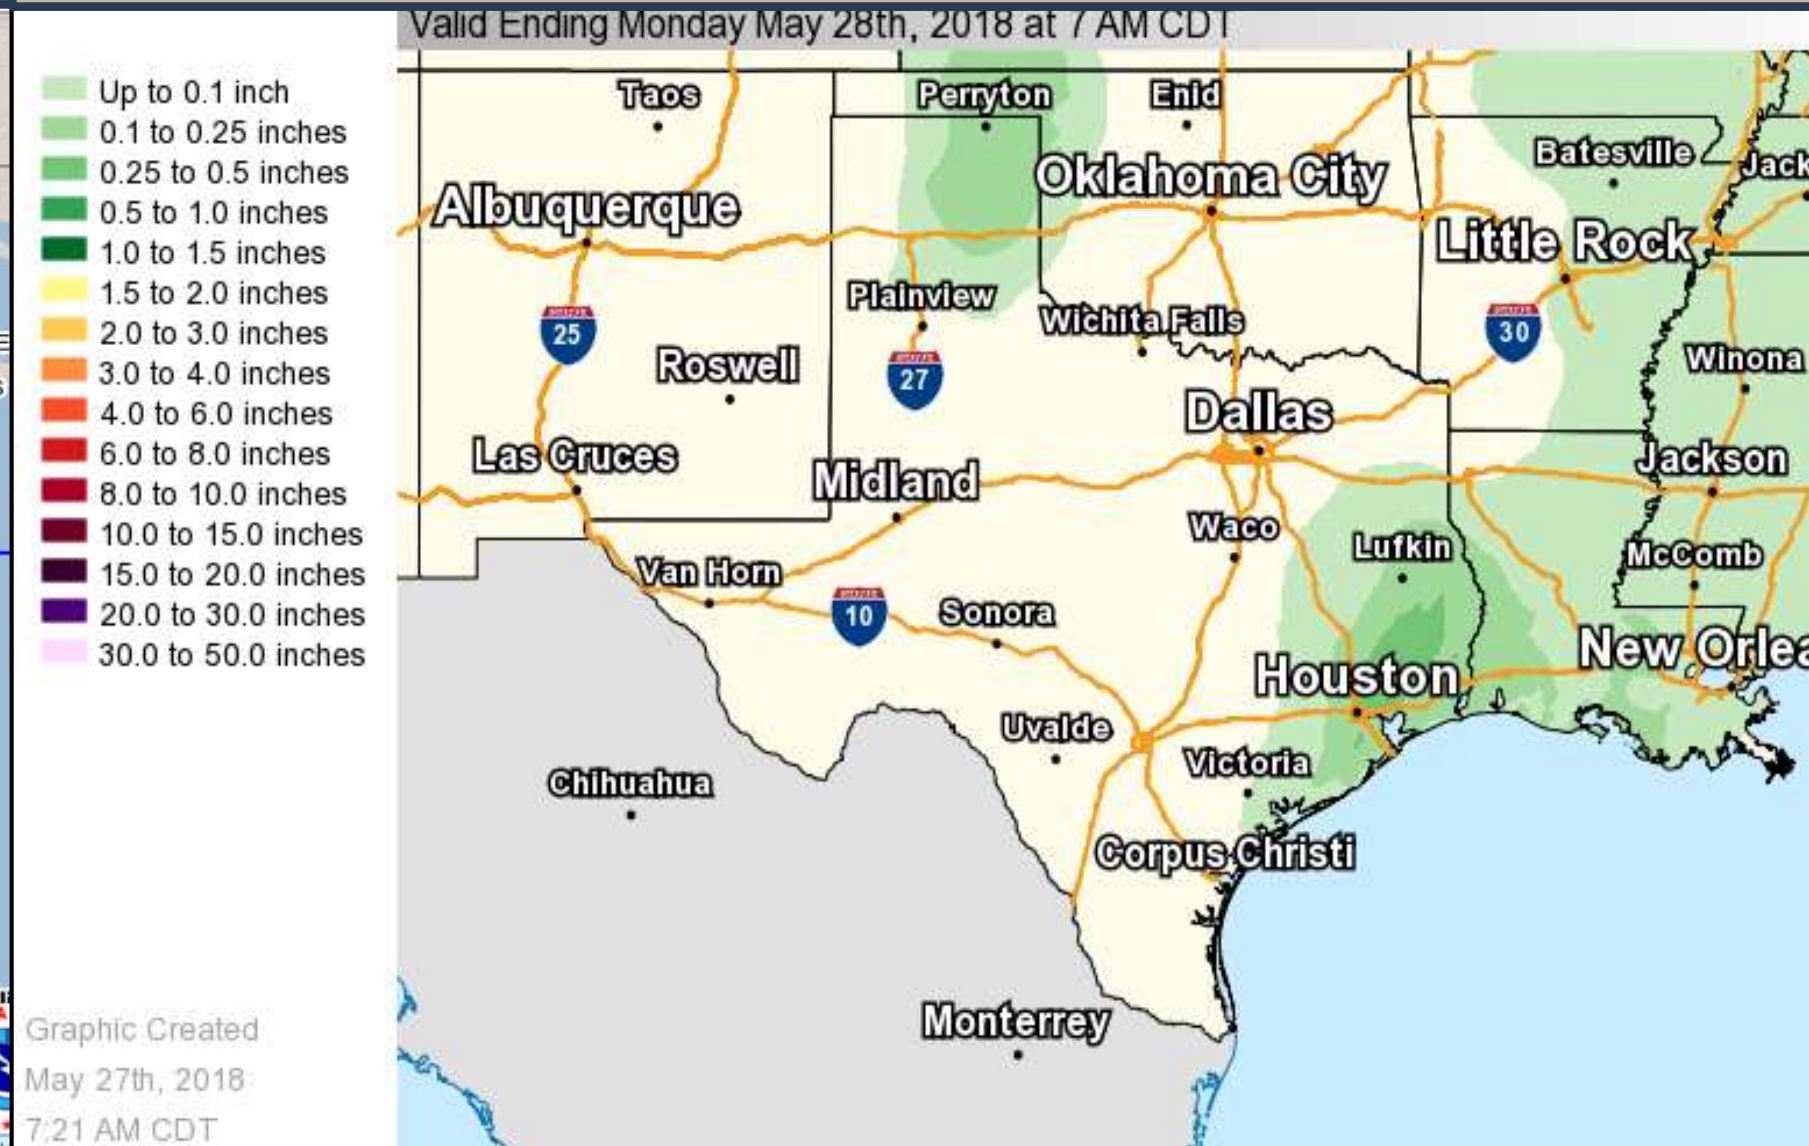 Valid Ending Monday May 28th, 2018 at 7 AM CDT
Up to 0.1 inch
0.1 to 0.25 inches
0.25 to 0.5 inches
0.5 to 1.0 inches
1.0 to 1.5 inches
1.5 to 2.0 inches
2.0 to 3.0 inches
3.0 to 4.0 inches
4.0 to 6.0 inches
6.0 to 8.0 inches
8.0 to 10.0 inches
10.0 to 15.0 inches
15.0 to 20.0 inches
20.0 to 30.0 inches
30.0 to 50.0 inches
Graphic Created
May 27th, 2018
7:21 AM CDT
Taos
Perryton
Enid
Batesville
Jack
Oklahoma City
Albuquerque
Little Rock
Plainview
Wichita Falls
25
30
Roswell
Winona
27
Dallas
Las Cruces
Jackson
Midland
Waco
Lufkin
McComb
Van Horn
10
Sonora
New Orlea
Houston
Uvalde
Victoria
Chihuahua
Corpus Christi
Monterrey